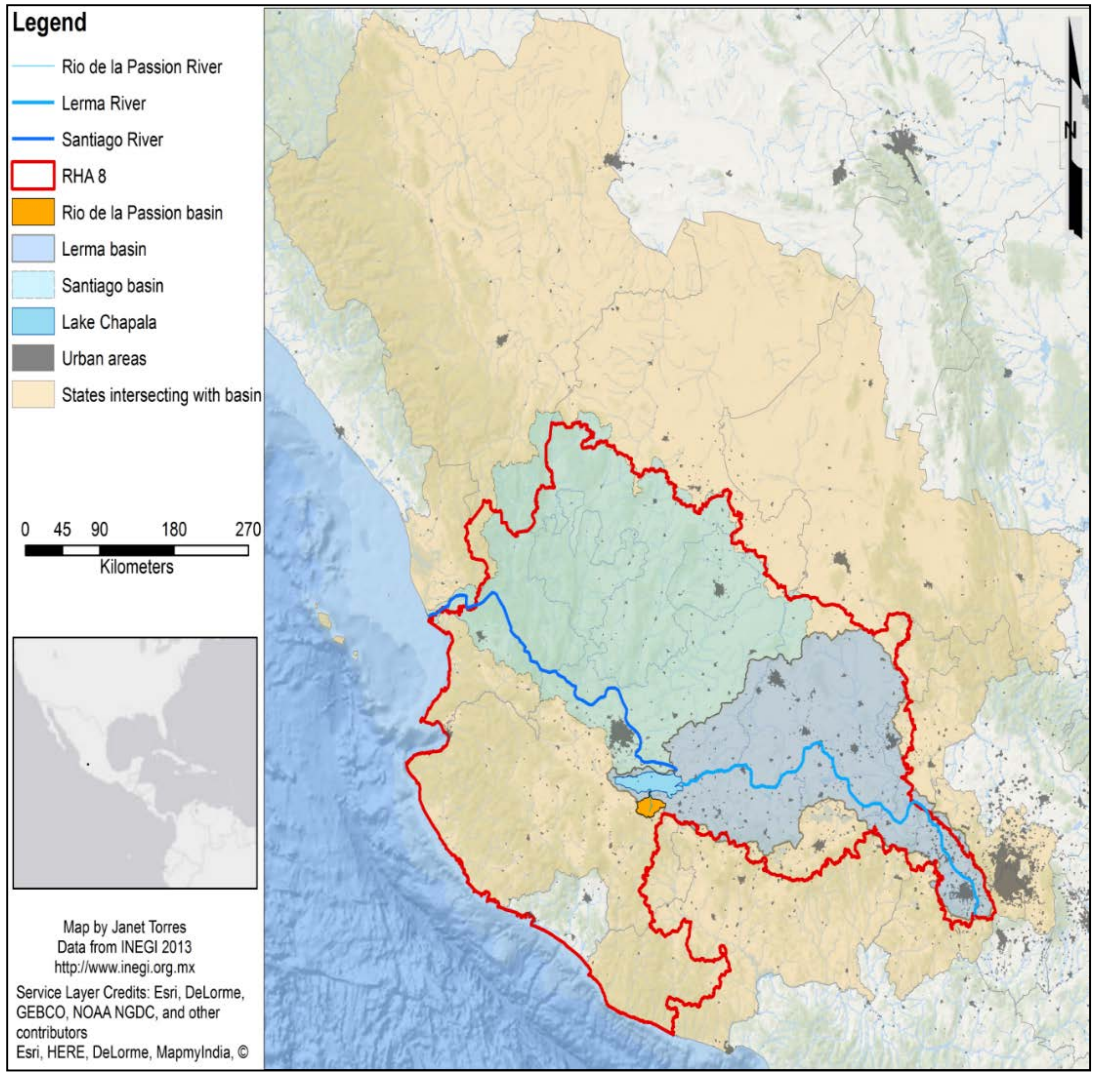 Legend
Rio de la Passion River
Lerma River
Santiago River
RHA 8
Rio de la Passion basin
Lerma basin
Santiago basin
Lake Chapala
Urban areas
States intersecting with basin
0 45 90 180 270
Kilometers
Map by Janet Torres
Data from INEGI 2013
http://www.inegi.org.mx
Service Layer Credits: Esri, DeLorme,
GEBCO, NOAA NGDC, and other
contributors
Esri, HERE, DeLorme, MapmyIndia, ©
N